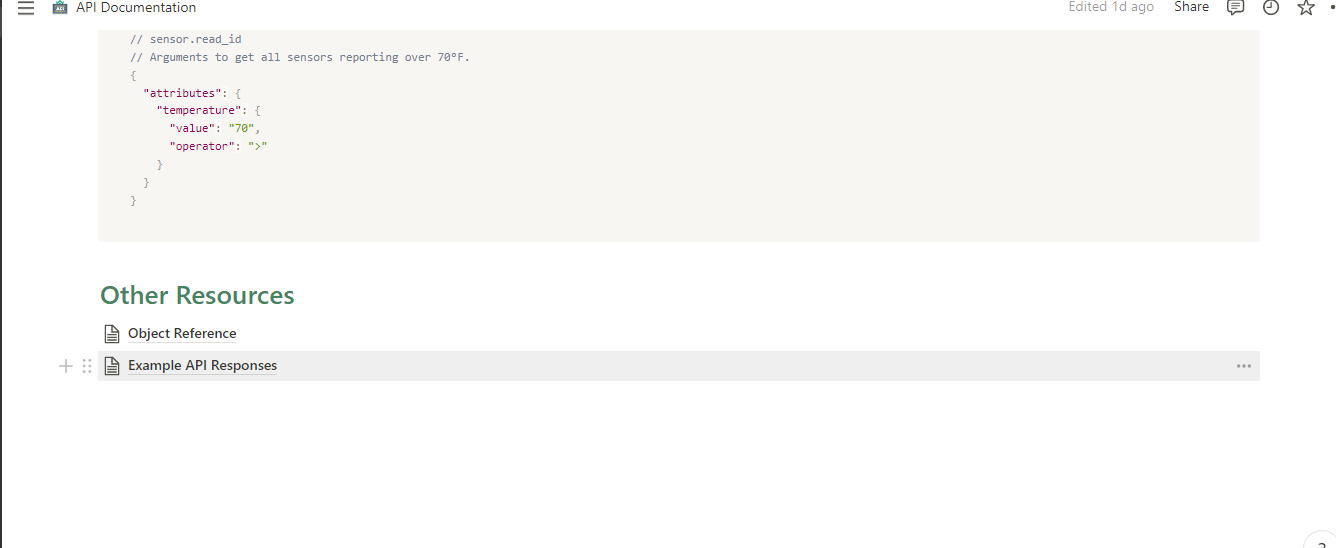 API Documentation
Edited 1d ago Share
// sensor.read_id
// Arguments to get all sensors reporting over 70°F.
{
"attributes": {
"temperature": {
"value": "70",
"operator": ">"
}
}
}
Other Resources
Object Reference
Example API Responses